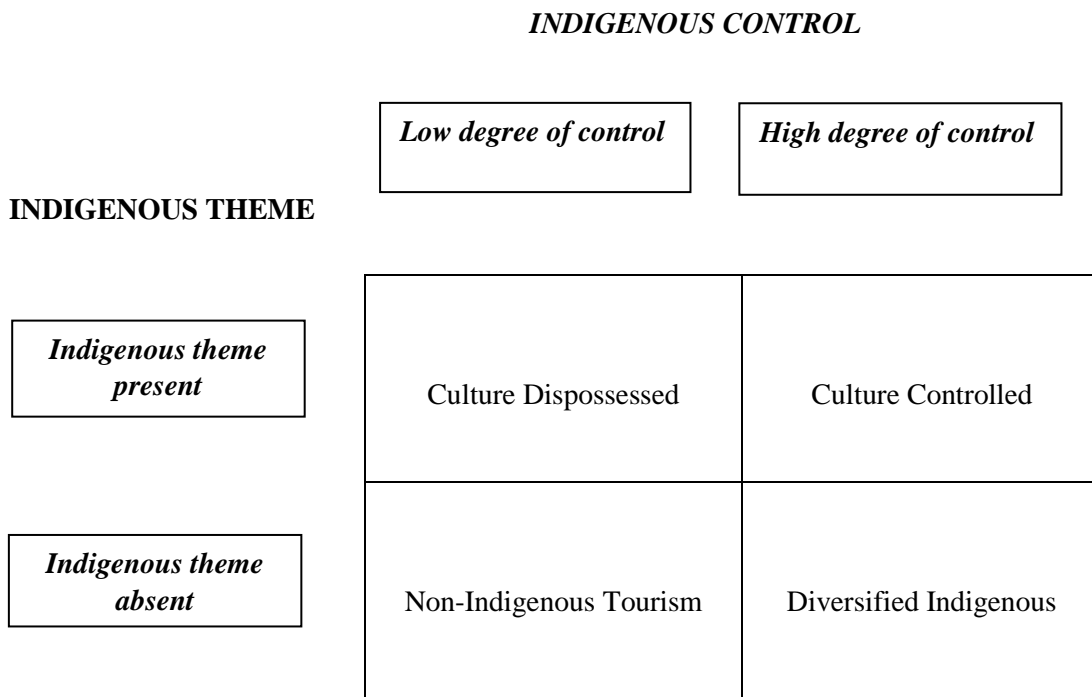 INDIGENOUS CONTROL
Low degree of control
High degree of control
INDIGENOUS THEME
Indigenous theme
present
Culture Dispossessed
Culture Controlled
Indigenous theme
absent
Non-Indigenous Tourism
Diversified Indigenous